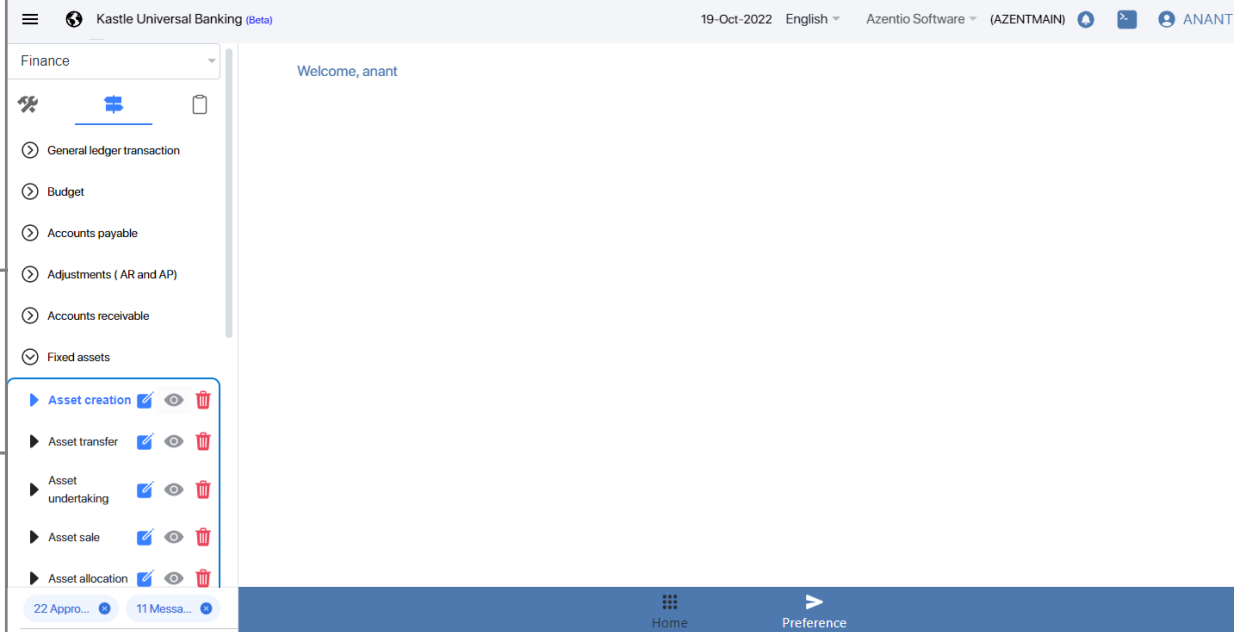 Kastle Universal Banking (Beta)
19-Oct-2022 English Azentio Software (AZENTMAIN) ANANT
Finance
Welcome, anant
General ledger transaction
Budget
Accounts payable
Adjustments ( AR and AP)
Accounts receivable
Fixed assets
Asset creation
Asset transfer
Asset
undertaking
Asset sale
Asset allocation
22 Appro... 11 Messa...
Home Preference